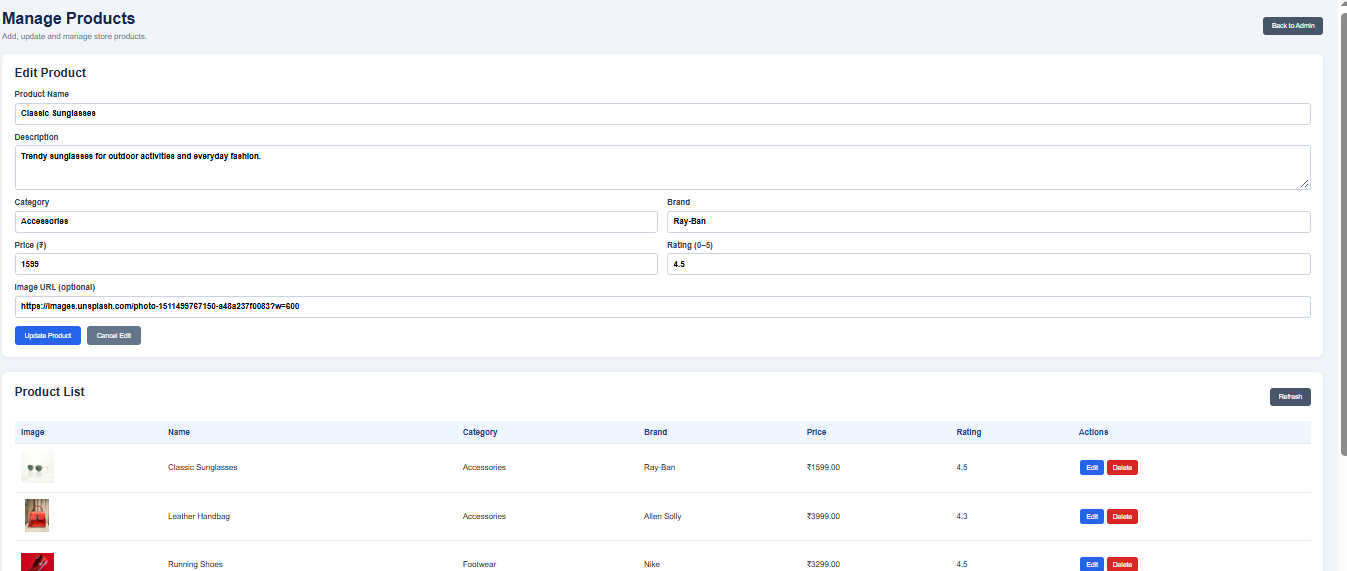 Manage Products
Add, update and manage store products.
Back to Admin
Edit Product
Product Name
Classic Sunglasses
Description
Trendy sunglasses for outdoor activities and everyday fashion.
Category
Brand
Accessories
Ray-Ban
Price (₹)
Rating (0–5)
1599
4.5
Image URL (optional)
https://images.unsplash.com/photo-1511499767150-a48a237f0083?w=600
Update Product
Cancel Edit
Product List
Refresh
Image Name Category Brand Price Rating Actions
Classic Sunglasses Accessories Ray-Ban ₹1599.00 4.5 Edit Delete
Leather Handbag Accessories Allen Solly ₹3999.00 4.3 Edit Delete
Running Shoes Footwear Nike ₹3299.00 4.5 Edit Delete